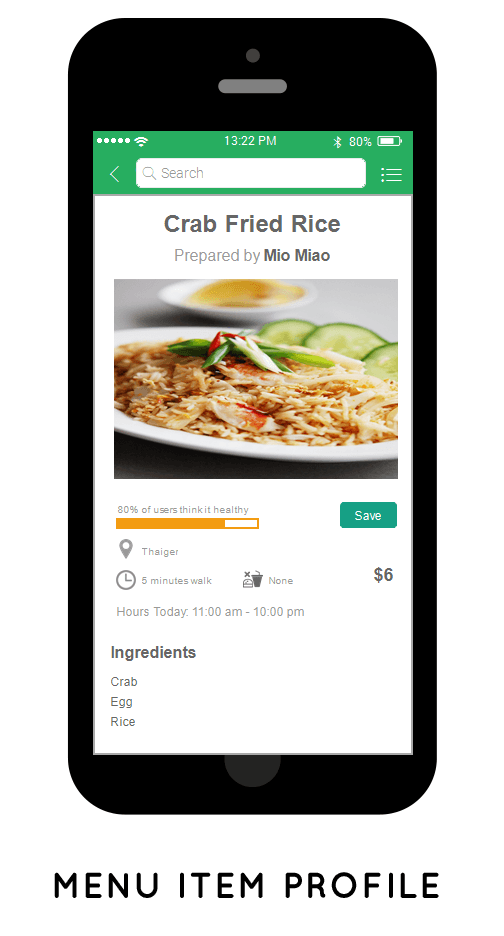 13:22 PM
80%
Search
Crab Fried Rice
Prepared by Mio Miao
80% of users think it healthy
Save
Thaiger
5 minutes walk
None
$6
Hours Today: 11:00 am - 10:00 pm
Ingredients
Crab
Egg
Rice
MENU ITEM PROFILE